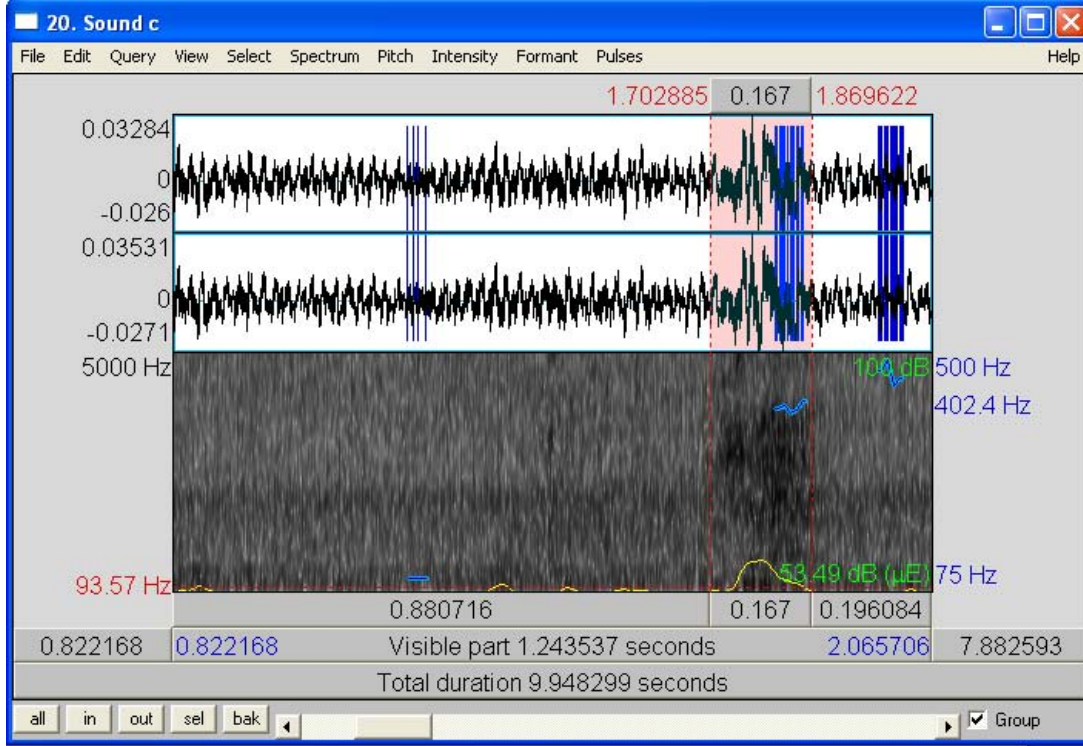 20. Sound c
File Edit Query View Select Spectrum Pitch Intensity Formant Pulses Help
1.702885 0.167 1.869622
0.03284
0
-0.026
0.03531
0
-0.0271
5000 Hz 100 dB 500 Hz
402.4 Hz
93.57 Hz 53.49 dB (µE) 75 Hz
0.880716 0.167 0.196084
0.822168 0.822168 Visible part 1.243537 seconds 2.065706 7.882593
Total duration 9.948299 seconds
all in out sel bak Group